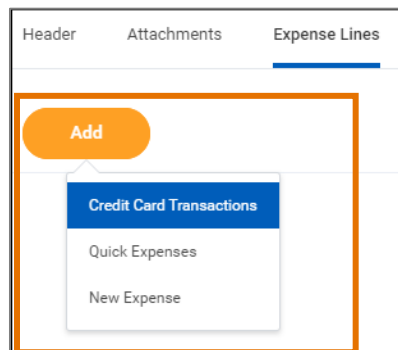 Header Attachments Expense Lines
Add
Credit Card Transactions
Quick Expenses
New Expense